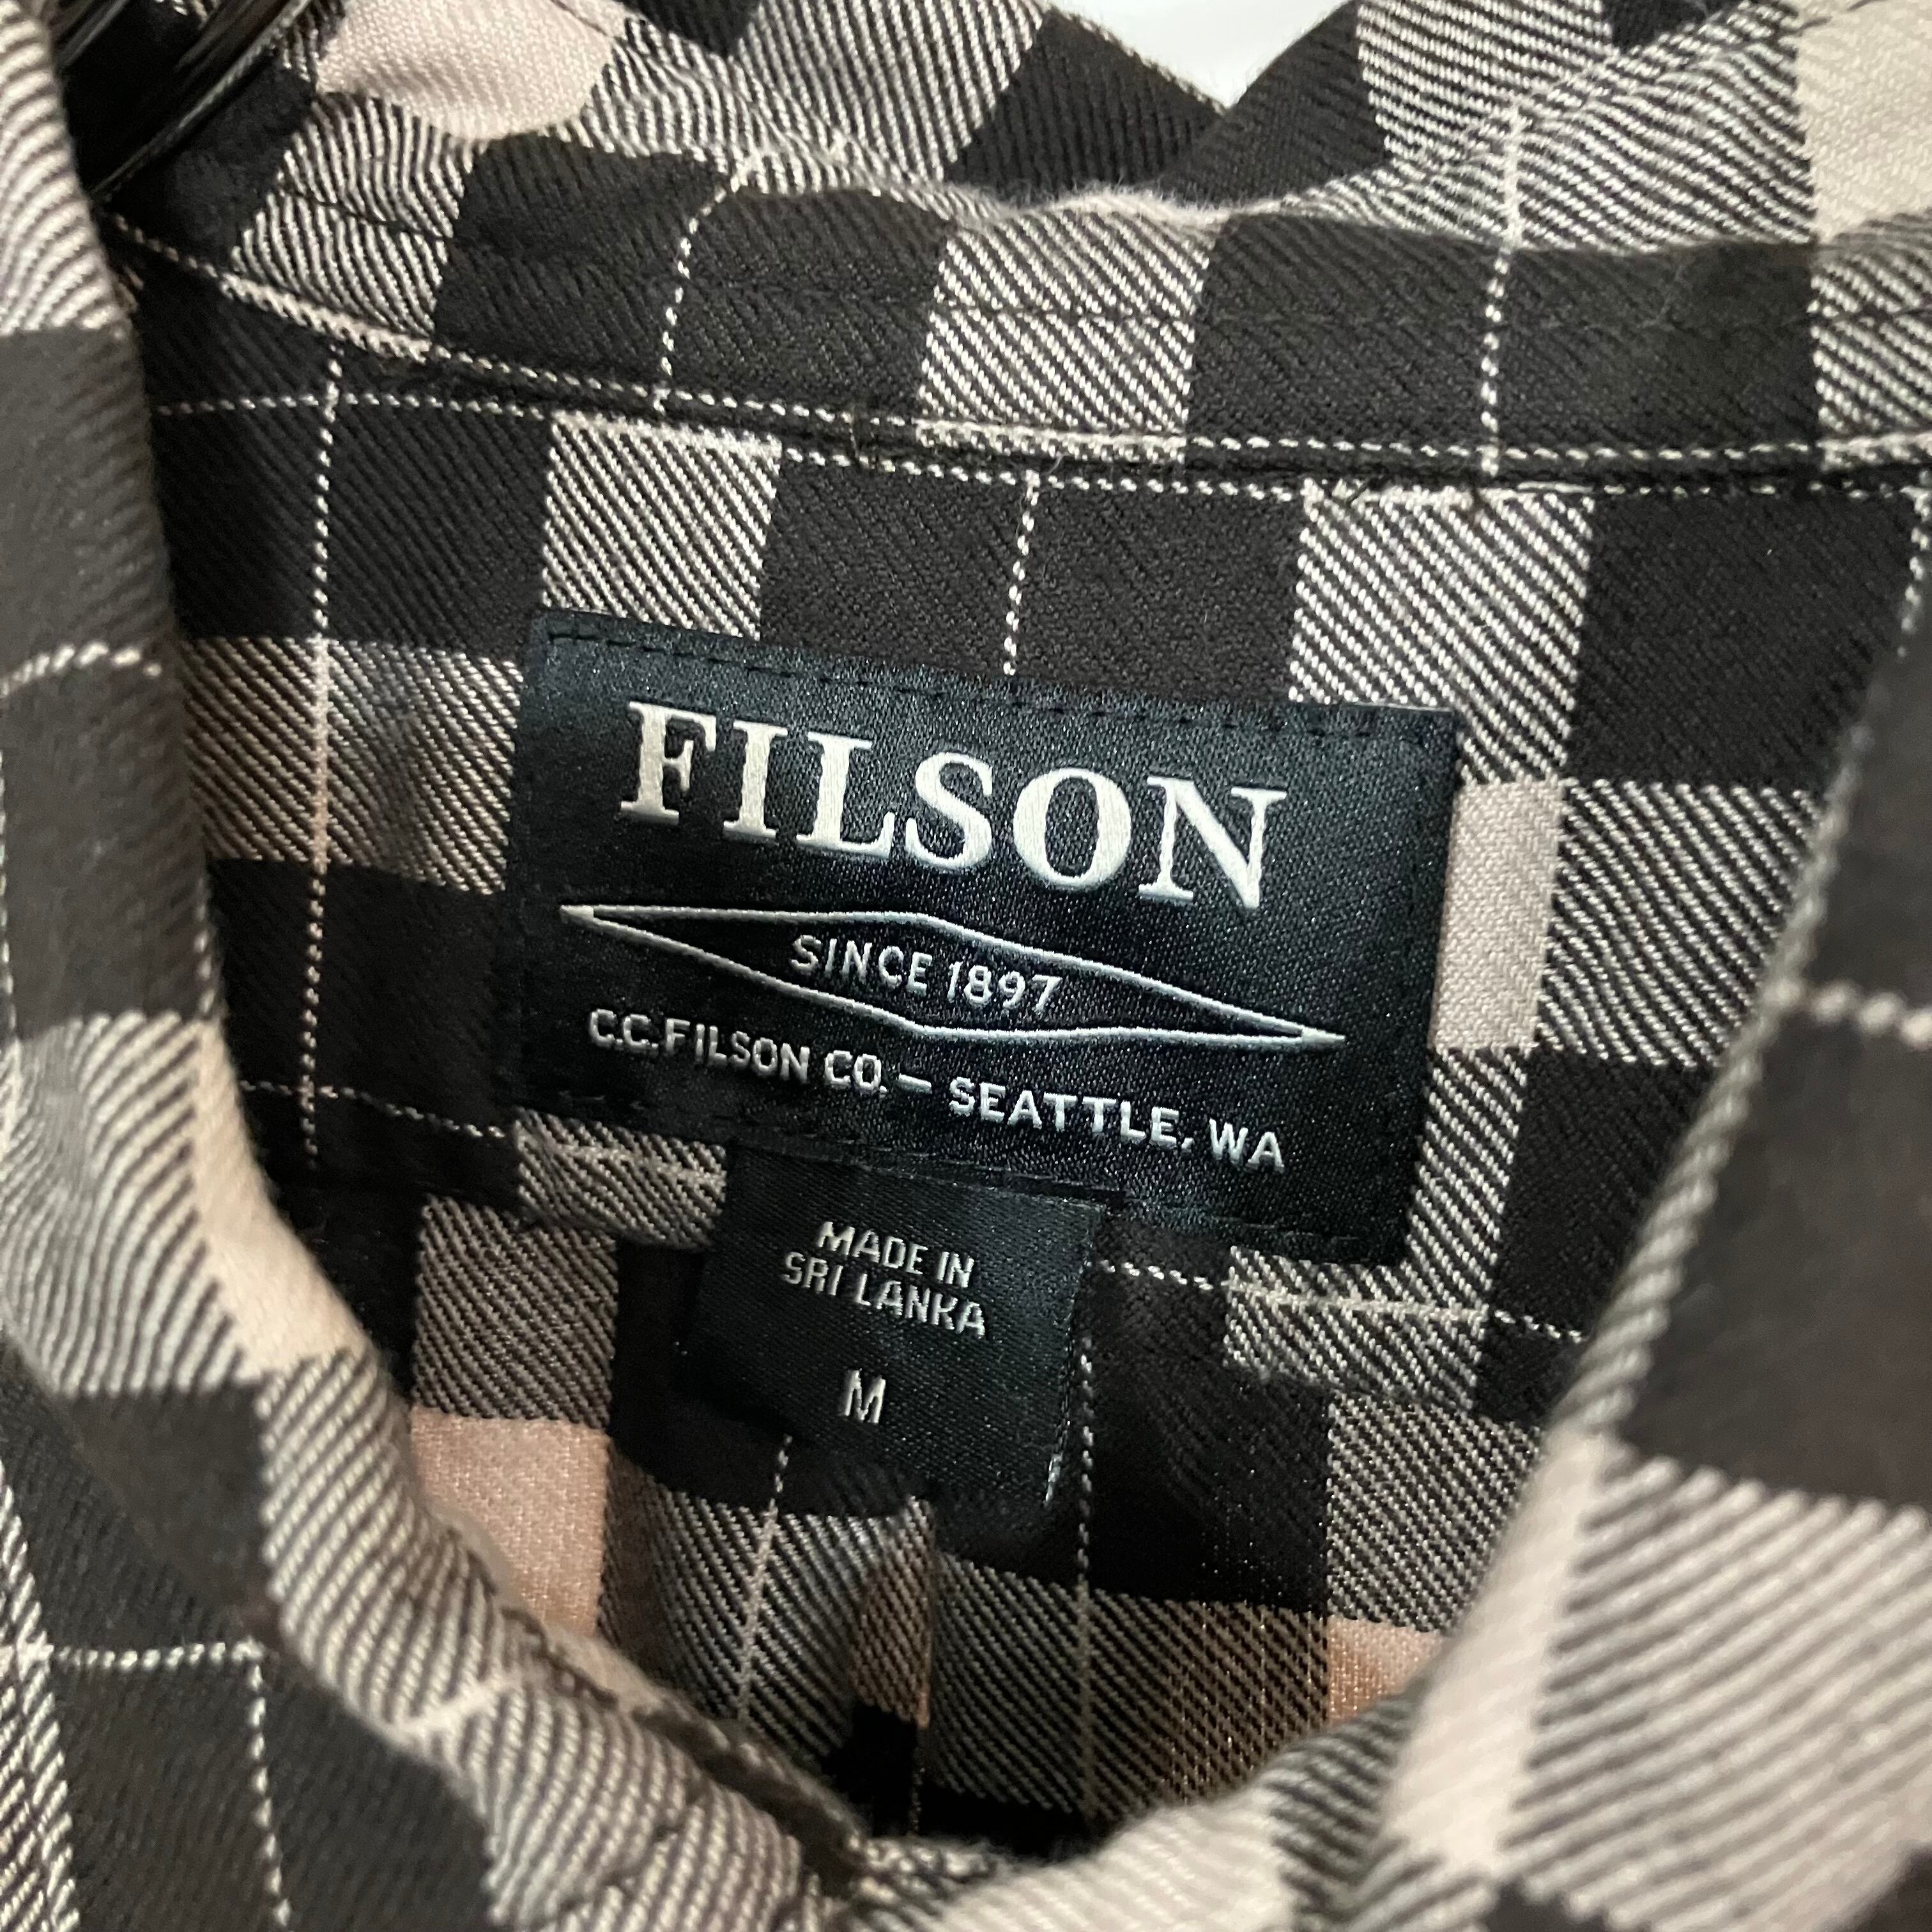 FILSON
SINCE 1897
C.C.FILSON CO. – SEATTLE, WA
MADE IN
SRI LANKA
M